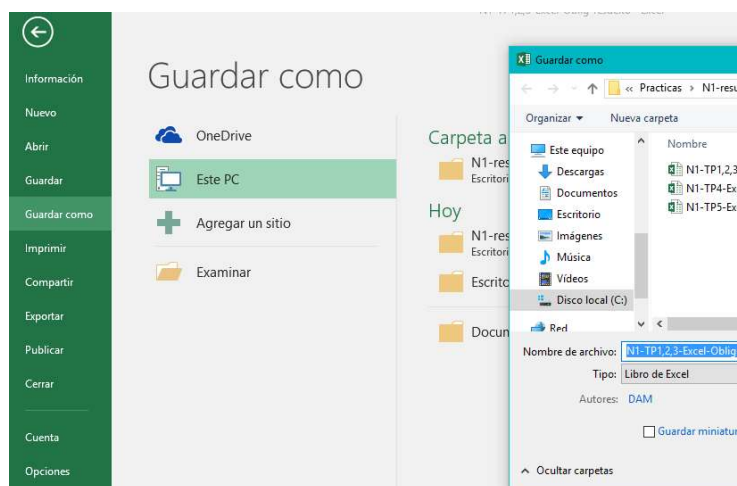 Información
Nuevo
Abrir
Guardar
Guardar como
Imprimir
Compartir
Exportar
Publicar
Cerrar
Cuenta
Opciones
Guardar como
OneDrive
Este PC
Agregar un sitio
Examinar
Carpeta a
N1-res
Escritori
Hoy
N1-res
Escritori
Escrito
Docum
Guardar como
« Practicas > N1-resu
Organizar Nueva carpeta
Este equipo
Descargas
Documentos
Escritorio
Imágenes
Música
Vídeos
Disco local (C:)
Red
Nombre
N1-TP1,2,3
N1-TP4-Ex
N1-TP5-Ex
Nombre de archivo: N1-TP1,2,3-Excel-Oblig
Tipo: Libro de Excel
Autores: DAM
Guardar miniatur
Ocultar carpetas